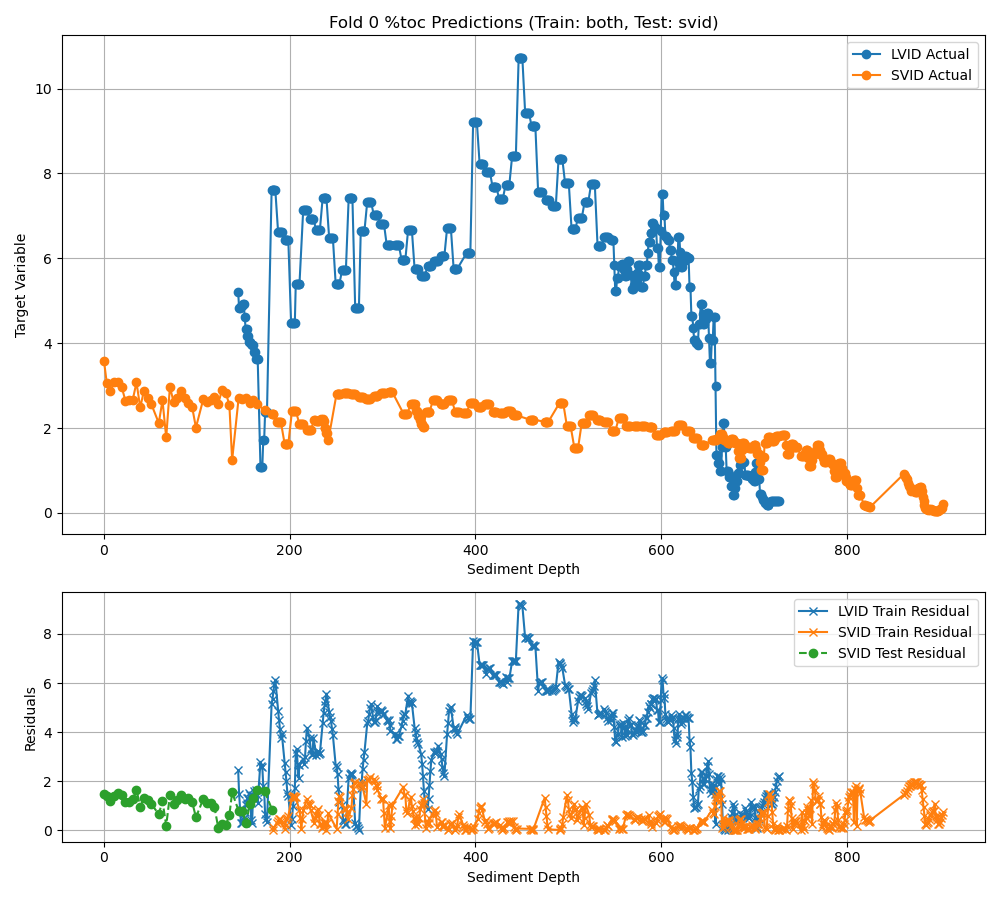 Fold 0 %toc Predictions (Train: both, Test: svid)
LVID Actual
SVID Actual
Target Variable
10
8
6
4
2
0
0 200 400 600 800
Sediment Depth
LVID Train Residual
SVID Train Residual
SVID Test Residual
Residuals
8
6
4
2
0
0 200 400 600 800
Sediment Depth